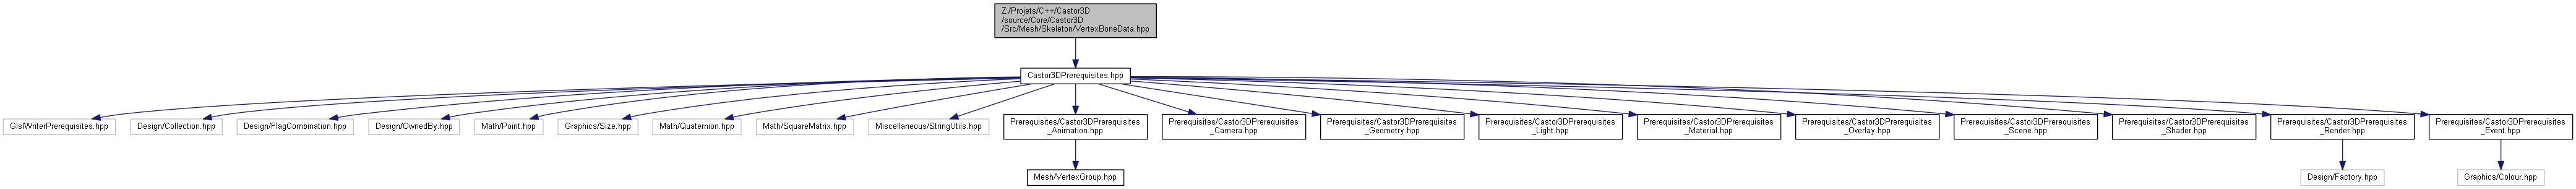 Z:/Projets/C++/Castor3D
/source/Core/Castor3D
/Src/Mesh/Skeleton/VertexBoneData.hpp
Castor3DPrerequisites.hpp
GlslWriterPrerequisites.hpp
Design/Collection.hpp
Design/FlagCombination.hpp
Design/OwnedBy.hpp
Math/Point.hpp
Graphics/Size.hpp
Math/Quaternion.hpp
Math/SquareMatrix.hpp
Miscellaneous/StringUtils.hpp
Prerequisites/Castor3DPrerequisites
_Animation.hpp
Prerequisites/Castor3DPrerequisites
_Camera.hpp
Prerequisites/Castor3DPrerequisites
_Geometry.hpp
Prerequisites/Castor3DPrerequisites
_Light.hpp
Prerequisites/Castor3DPrerequisites
_Material.hpp
Prerequisites/Castor3DPrerequisites
_Overlay.hpp
Prerequisites/Castor3DPrerequisites
_Scene.hpp
Prerequisites/Castor3DPrerequisites
_Shader.hpp
Prerequisites/Castor3DPrerequisites
_Render.hpp
Prerequisites/Castor3DPrerequisites
_Event.hpp
Mesh/VertexGroup.hpp
Design/Factory.hpp
Graphics/Colour.hpp